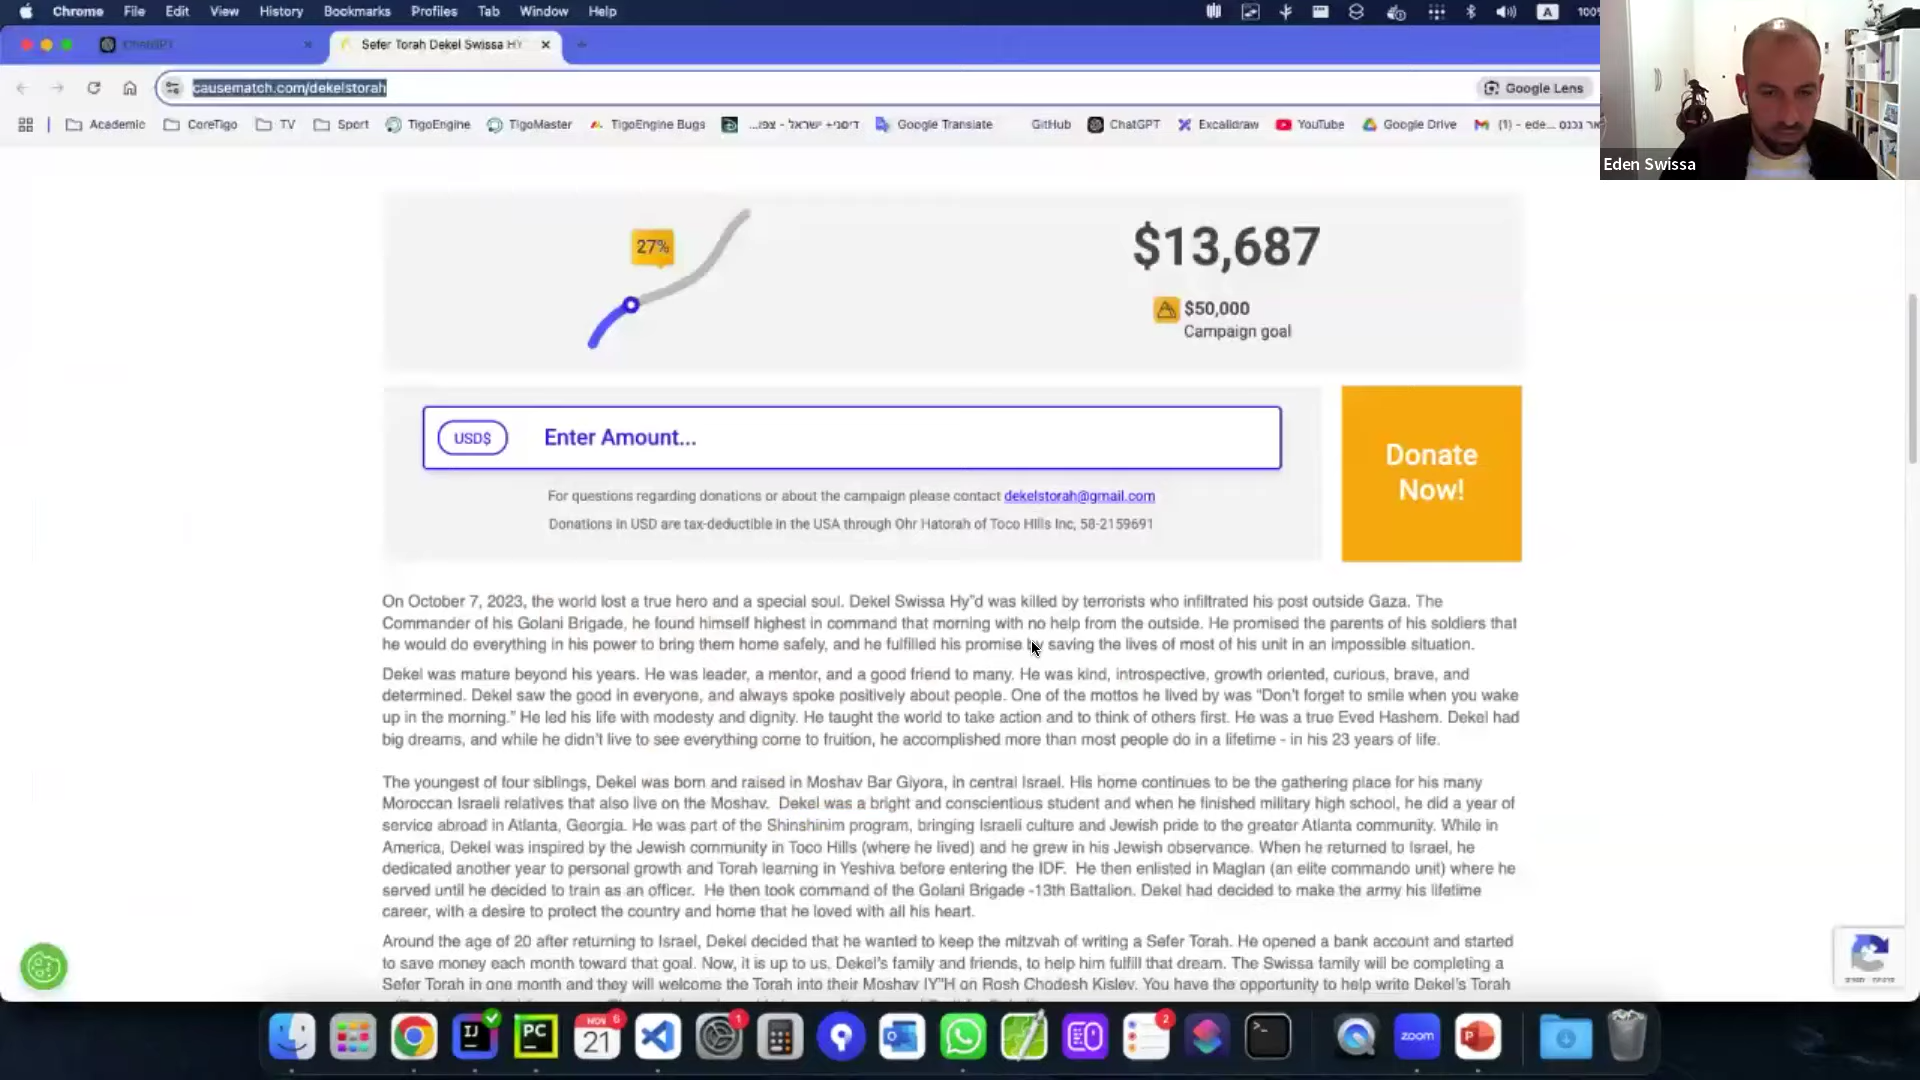 Chrome File Edit View History Bookmarks Profiles Tab Window Help A 100%
ChatGPT Sefer Torah Dekel Swissa HY
causematch.com/dekelstorah Google Lens
Academic CoreTigo TV Sport TigoEngine TigoMaster TigoEngine Bugs דיסני+ ישראל - צפו... Google Translate GitHub ChatGPT Excalidraw YouTube Google Drive
Eden Swissa
27%
$13,687
$50,000
Campaign goal
USD$ Enter Amount...
Donate
Now!
For questions regarding donations or about the campaign please contact dekelstorah@gmail.com
Donations in USD are tax-deductible in the USA through Ohr Hatorah of Toco Hills Inc, 58-2159691
On October 7, 2023, the world lost a true hero and a special soul. Dekel Swissa Hy"d was killed by terrorists who infiltrated his post outside Gaza. The
Commander of his Golani Brigade, he found himself highest in command that morning with no help from the outside. He promised the parents of his soldiers that
he would do everything in his power to bring them home safely, and he fulfilled his promise by saving the lives of most of his unit in an impossible situation.
Dekel was mature beyond his years. He was leader, a mentor, and a good friend to many. He was kind, introspective, growth oriented, curious, brave, and
determined. Dekel saw the good in everyone, and always spoke positively about people. One of the mottos he lived by was "Don't forget to smile when you wake
up in the morning." He led his life with modesty and dignity. He taught the world to take action and to think of others first. He was a true Eved Hashem. Dekel had
big dreams, and while he didn't live to see everything come to fruition, he accomplished more than most people do in a lifetime - in his 23 years of life.
The youngest of four siblings, Dekel was born and raised in Moshav Bar Giyora, in central Israel. His home continues to be the gathering place for his many
Moroccan Israeli relatives that also live on the Moshav. Dekel was a bright and conscientious student and when he finished military high school, he did a year of
service abroad in Atlanta, Georgia. He was part of the Shinshinim program, bringing Israeli culture and Jewish pride to the greater Atlanta community. While in
America, Dekel was inspired by the Jewish community in Toco Hills (where he lived) and he grew in his Jewish observance. When he returned to Israel, he
dedicated another year to personal growth and Torah learning in Yeshiva before entering the IDF. He then enlisted in Maglan (an elite commando unit) where he
served until he decided to train as an officer. He then took command of the Golani Brigade -13th Battalion. Dekel had decided to make the army his lifetime
career, with a desire to protect the country and home that he loved with all his heart.
Around the age of 20 after returning to Israel, Dekel decided that he wanted to keep the mitzvah of writing a Sefer Torah. He opened a bank account and started
to save money each month toward that goal. Now, it is up to us, Dekel's family and friends, to help him fulfill that dream. The Swissa family will be completing a
Sefer Torah in one month and they will welcome the Torah into their Moshav IY"H on Rosh Chodesh Kislev. You have the opportunity to help write Dekel's Torah
IJ PC NOV 21 6 1 2 zoom P